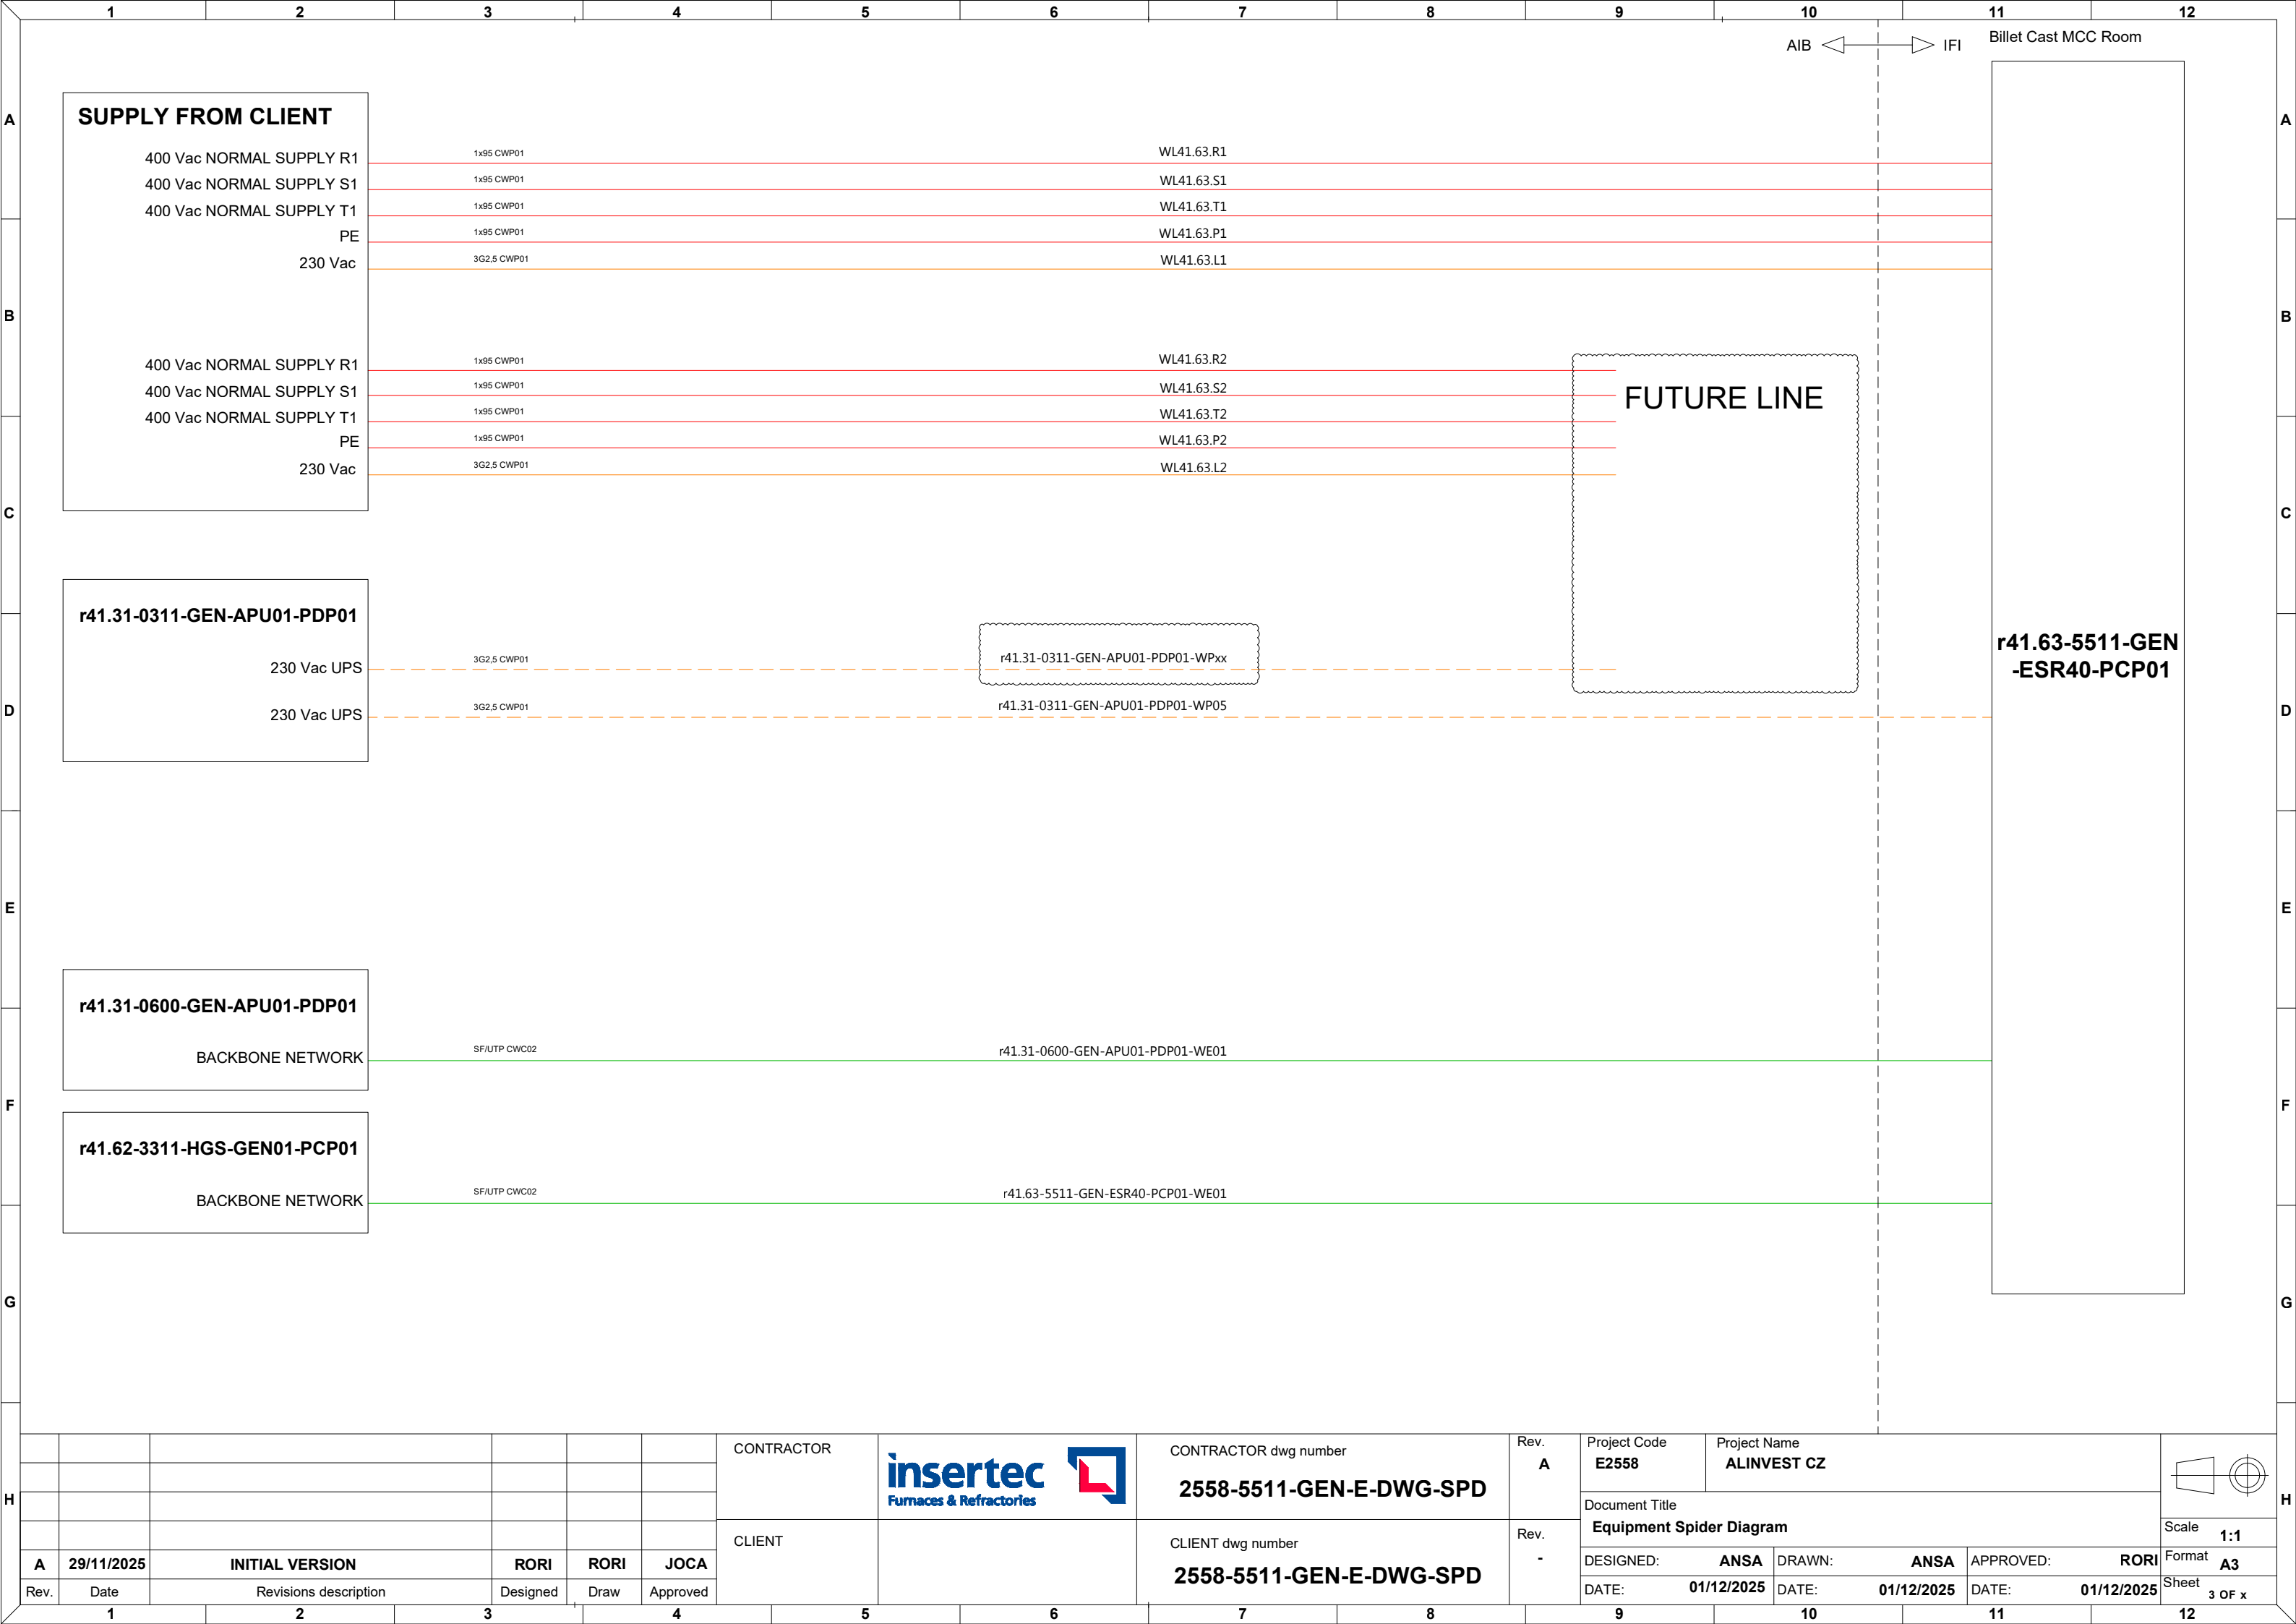 1 2 3 4 5 6 7 8 9 10 11 12
AIB IFI
Billet Cast MCC Room
A A
SUPPLY FROM CLIENT
400 Vac NORMAL SUPPLY R1 1x95 CWP01 WL41.63.R1
400 Vac NORMAL SUPPLY S1 1x95 CWP01 WL41.63.S1
400 Vac NORMAL SUPPLY T1 1x95 CWP01 WL41.63.T1
PE 1x95 CWP01 WL41.63.P1
230 Vac 3G2,5 CWP01 WL41.63.L1
B B
400 Vac NORMAL SUPPLY R1 1x95 CWP01 WL41.63.R2
400 Vac NORMAL SUPPLY S1 1x95 CWP01 WL41.63.S2
400 Vac NORMAL SUPPLY T1 1x95 CWP01 WL41.63.T2
PE 1x95 CWP01 WL41.63.P2
230 Vac 3G2,5 CWP01 WL41.63.L2
FUTURE LINE
C C
r41.31-0311-GEN-APU01-PDP01
230 Vac UPS 3G2,5 CWP01 r41.31-0311-GEN-APU01-PDP01-WPxx
230 Vac UPS 3G2,5 CWP01 r41.31-0311-GEN-APU01-PDP01-WP05
r41.63-5511-GEN
-ESR40-PCP01
D D
E E
r41.31-0600-GEN-APU01-PDP01
BACKBONE NETWORK SF/UTP CWC02 r41.31-0600-GEN-APU01-PDP01-WE01
F F
r41.62-3311-HGS-GEN01-PCP01
BACKBONE NETWORK SF/UTP CWC02 r41.63-5511-GEN-ESR40-PCP01-WE01
G G
H H
A 29/11/2025 INITIAL VERSION RORI RORI JOCA
Rev. Date Revisions description Designed Draw Approved
CONTRACTOR
insertec
Furnaces & Refractories
CONTRACTOR dwg number
2558-5511-GEN-E-DWG-SPD
Rev.
A
CLIENT
CLIENT dwg number
2558-5511-GEN-E-DWG-SPD
Rev.
-
Project Code
E2558
Project Name
ALINVEST CZ
Document Title
Equipment Spider Diagram
DESIGNED: ANSA DRAWN: ANSA APPROVED: RORI
DATE: 01/12/2025 DATE: 01/12/2025 DATE: 01/12/2025
Scale 1:1
Format A3
Sheet 3 OF x
1 2 3 4 5 6 7 8 9 10 11 12